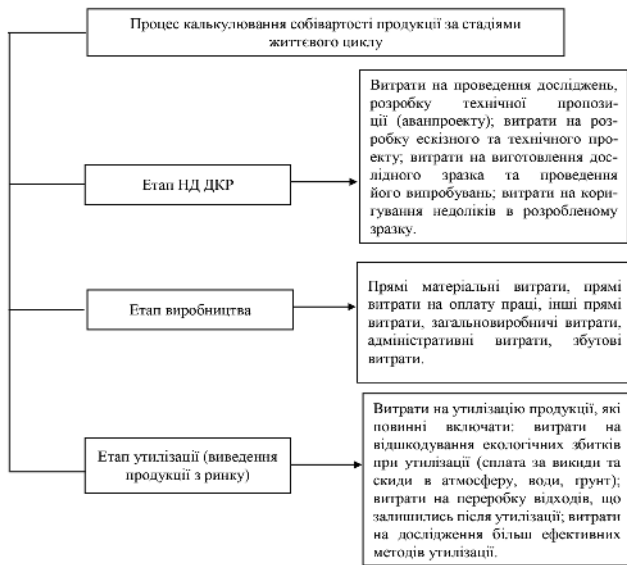 Процес калькулювання собівартості продукції за стадіями
життєвого циклу
Витрати на проведення досліджень,
розробку технічної пропози-
ції (аванпроекту); витрати на роз-
робку ескізного та технічного про-
екту; витрати на виготовлення дос-
лідного зразка та проведення
його випробувань; витрати на кори-
гування недоліків в розробленому
зразку.
Етап НД ДКР
Прямі матеріальні витрати, прямі
витрати на оплату праці, інші прямі
витрати, загальновиробничі витрати,
адміністративні витрати, збутові
витрати.
Етап виробництва
Витрати на утилізацію продукції, які
повинні включати: витрати на
відшкодування екологічних збитків
при утилізації (сплата за викиди та
скиди в атмосферу, води, ґрунт);
витрати на переробку відходів, що
залишились після утилізації; витрати
на дослідження більш ефективних
методів утилізації.
Етап утилізації (виведення
продукції з ринку)